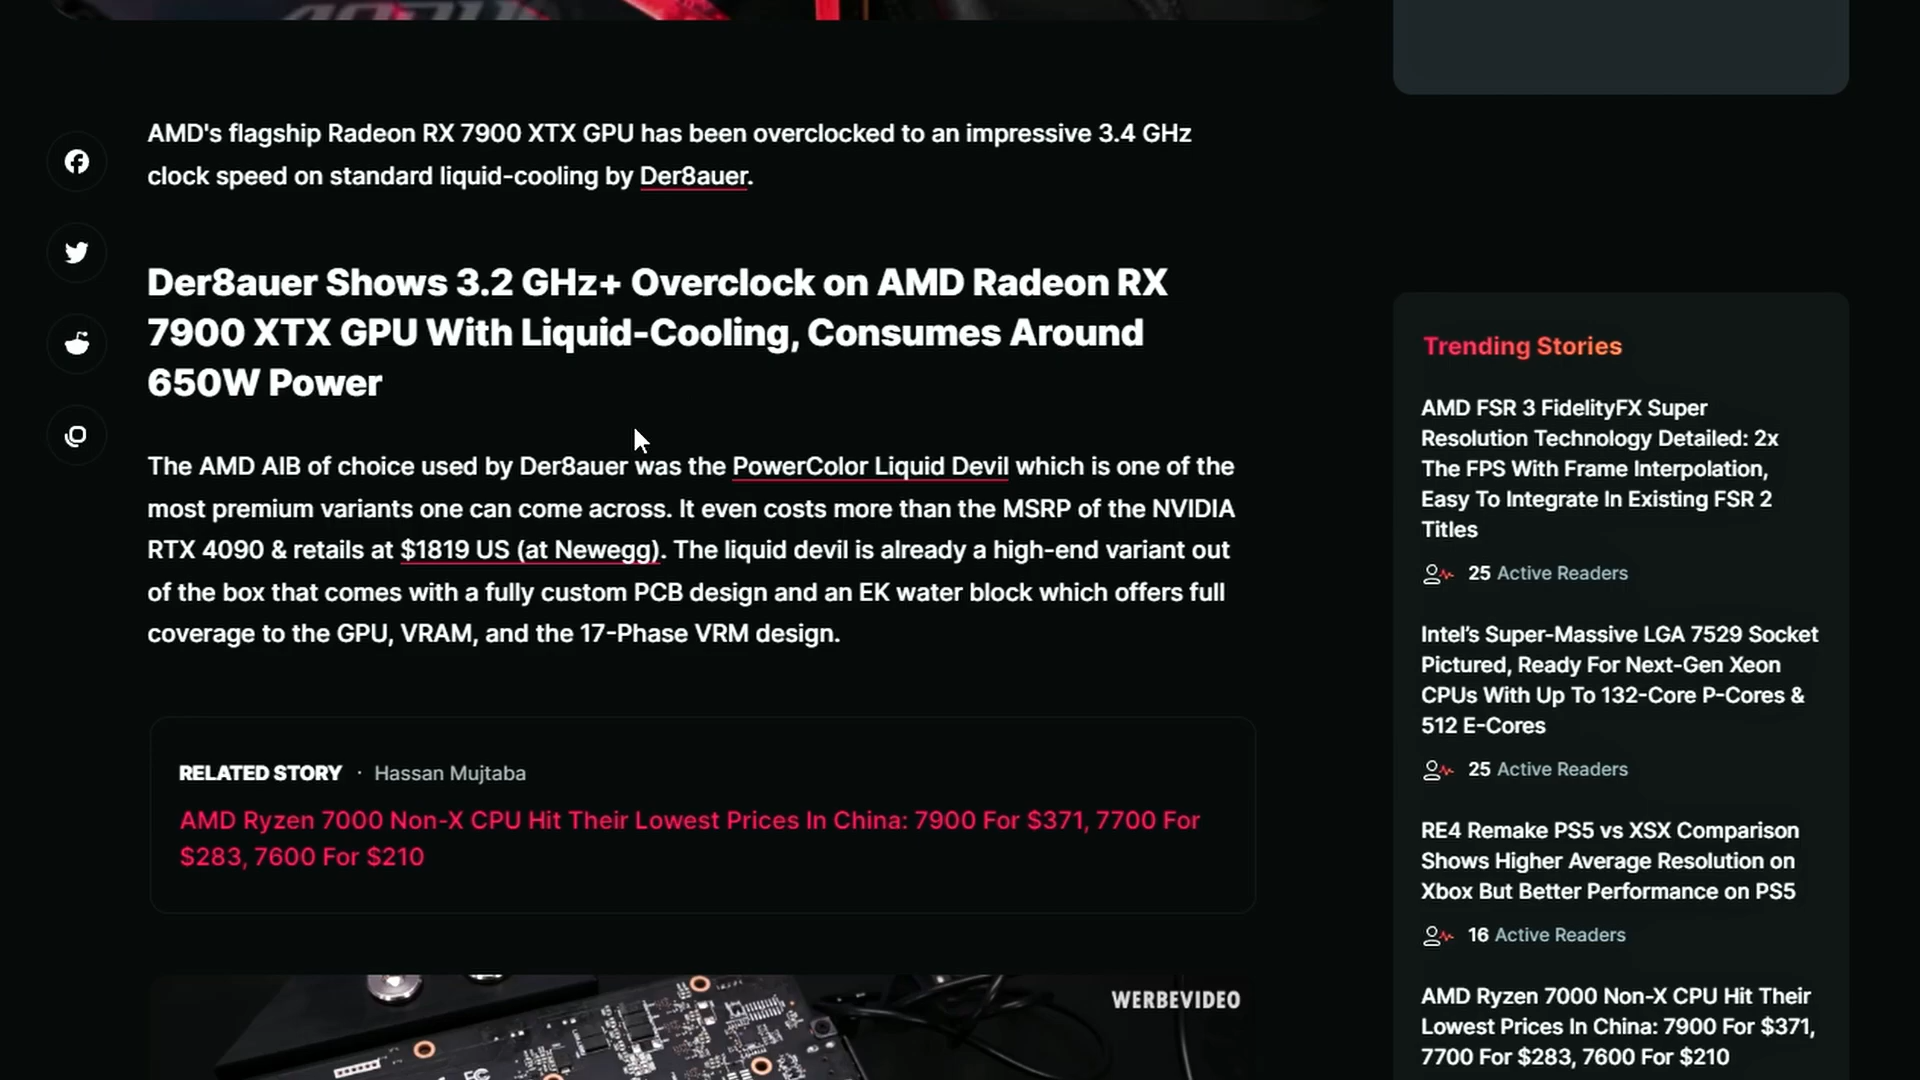 AMD's flagship Radeon RX 7900 XTX GPU has been overclocked to an impressive 3.4 GHz
clock speed on standard liquid-cooling by Der8auer.
Der8auer Shows 3.2 GHz+ Overclock on AMD Radeon RX
7900 XTX GPU With Liquid-Cooling, Consumes Around
650W Power
The AMD AIB of choice used by Der8auer was the PowerColor Liquid Devil which is one of the
most premium variants one can come across. It even costs more than the MSRP of the NVIDIA
RTX 4090 & retails at $1819 US (at Newegg). The liquid devil is already a high-end variant out
of the box that comes with a fully custom PCB design and an EK water block which offers full
coverage to the GPU, VRAM, and the 17-Phase VRM design.
RELATED STORY · Hassan Mujtaba
AMD Ryzen 7000 Non-X CPU Hit Their Lowest Prices In China: 7900 For $371, 7700 For
$283, 7600 For $210
WERBEVIDEO
Trending Stories
AMD FSR 3 FidelityFX Super
Resolution Technology Detailed: 2x
The FPS With Frame Interpolation,
Easy To Integrate In Existing FSR 2
Titles
25 Active Readers
Intel’s Super-Massive LGA 7529 Socket
Pictured, Ready For Next-Gen Xeon
CPUs With Up To 132-Core P-Cores &
512 E-Cores
25 Active Readers
RE4 Remake PS5 vs XSX Comparison
Shows Higher Average Resolution on
Xbox But Better Performance on PS5
16 Active Readers
AMD Ryzen 7000 Non-X CPU Hit Their
Lowest Prices In China: 7900 For $371,
7700 For $283, 7600 For $210